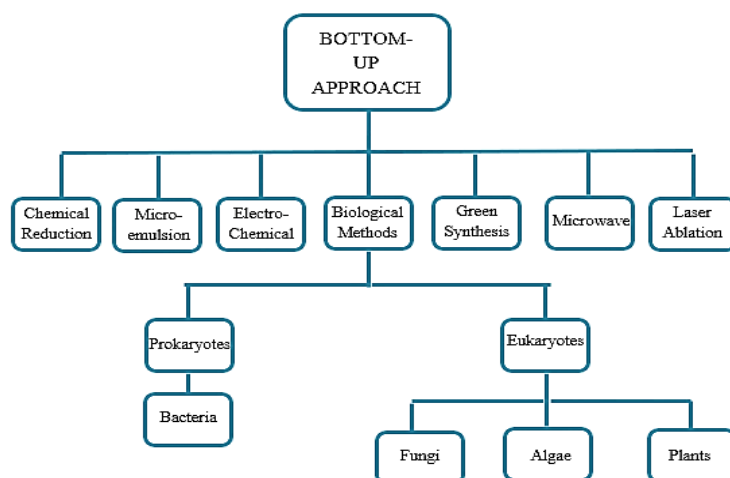 BOTTOM-
UP
APPROACH
Chemical
Reduction
Micro-
emulsion
Electro-
Chemical
Biological
Methods
Green
Synthesis
Microwave
Laser
Ablation
Prokaryotes
Eukaryotes
Bacteria
Fungi
Algae
Plants